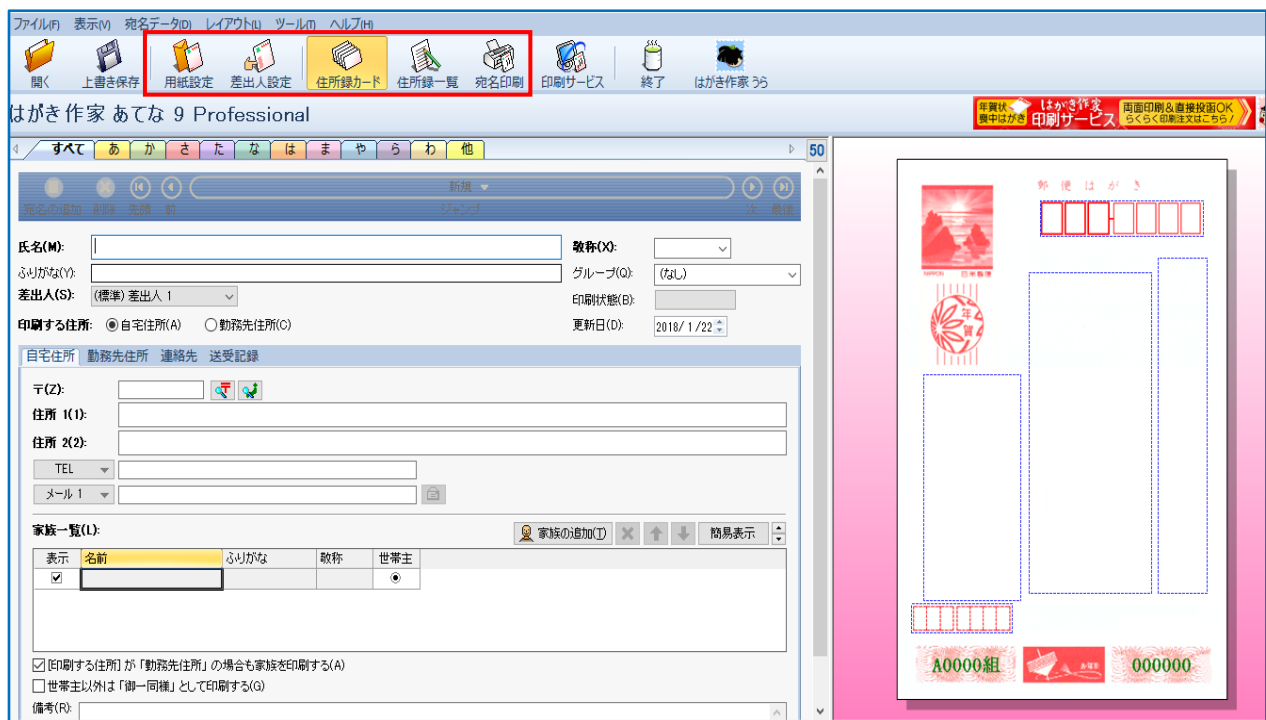 ファイル(F) 表示(V) 宛名データ(D) レイアウト(L) ツール(T) ヘルプ(H)
開く 上書き保存 用紙設定 差出人設定 住所録カード 住所録一覧 宛名印刷 印刷サービス 終了 はがき作家 うら
はがき作家 あてな 9 Professional
年賀状 喪中はがき はがき作家 印刷サービス 両面印刷&直接投函OK らくらく印刷注文はこちら!
すべて あ か さ た な は ま や ら わ 他 50
新規
宛名の追加 削除 先頭 前 ジャンプ 次 最後
氏名(M): 敬称(X):
ふりがな(Y): グループ(Q): (なし)
差出人(S): (標準) 差出人 1 印刷状態(B):
印刷する住所: 自宅住所(A) 勤務先住所(C) 更新日(D): 2018/ 1 /22
自宅住所 勤務先住所 連絡先 送受記録
〒(Z):
住所 1(1):
住所 2(2):
TEL
メール 1
家族一覧(L): 家族の追加(T) 簡易表示
表示 名前 ふりがな 敬称 世帯主
[印刷する住所] が「勤務先住所」の場合も家族を印刷する(A)
世帯主以外は「御一同様」として印刷する(G)
備考(R):
郵便はがき
NIPPON 日本郵便
年賀
A0000組 お年玉 000000